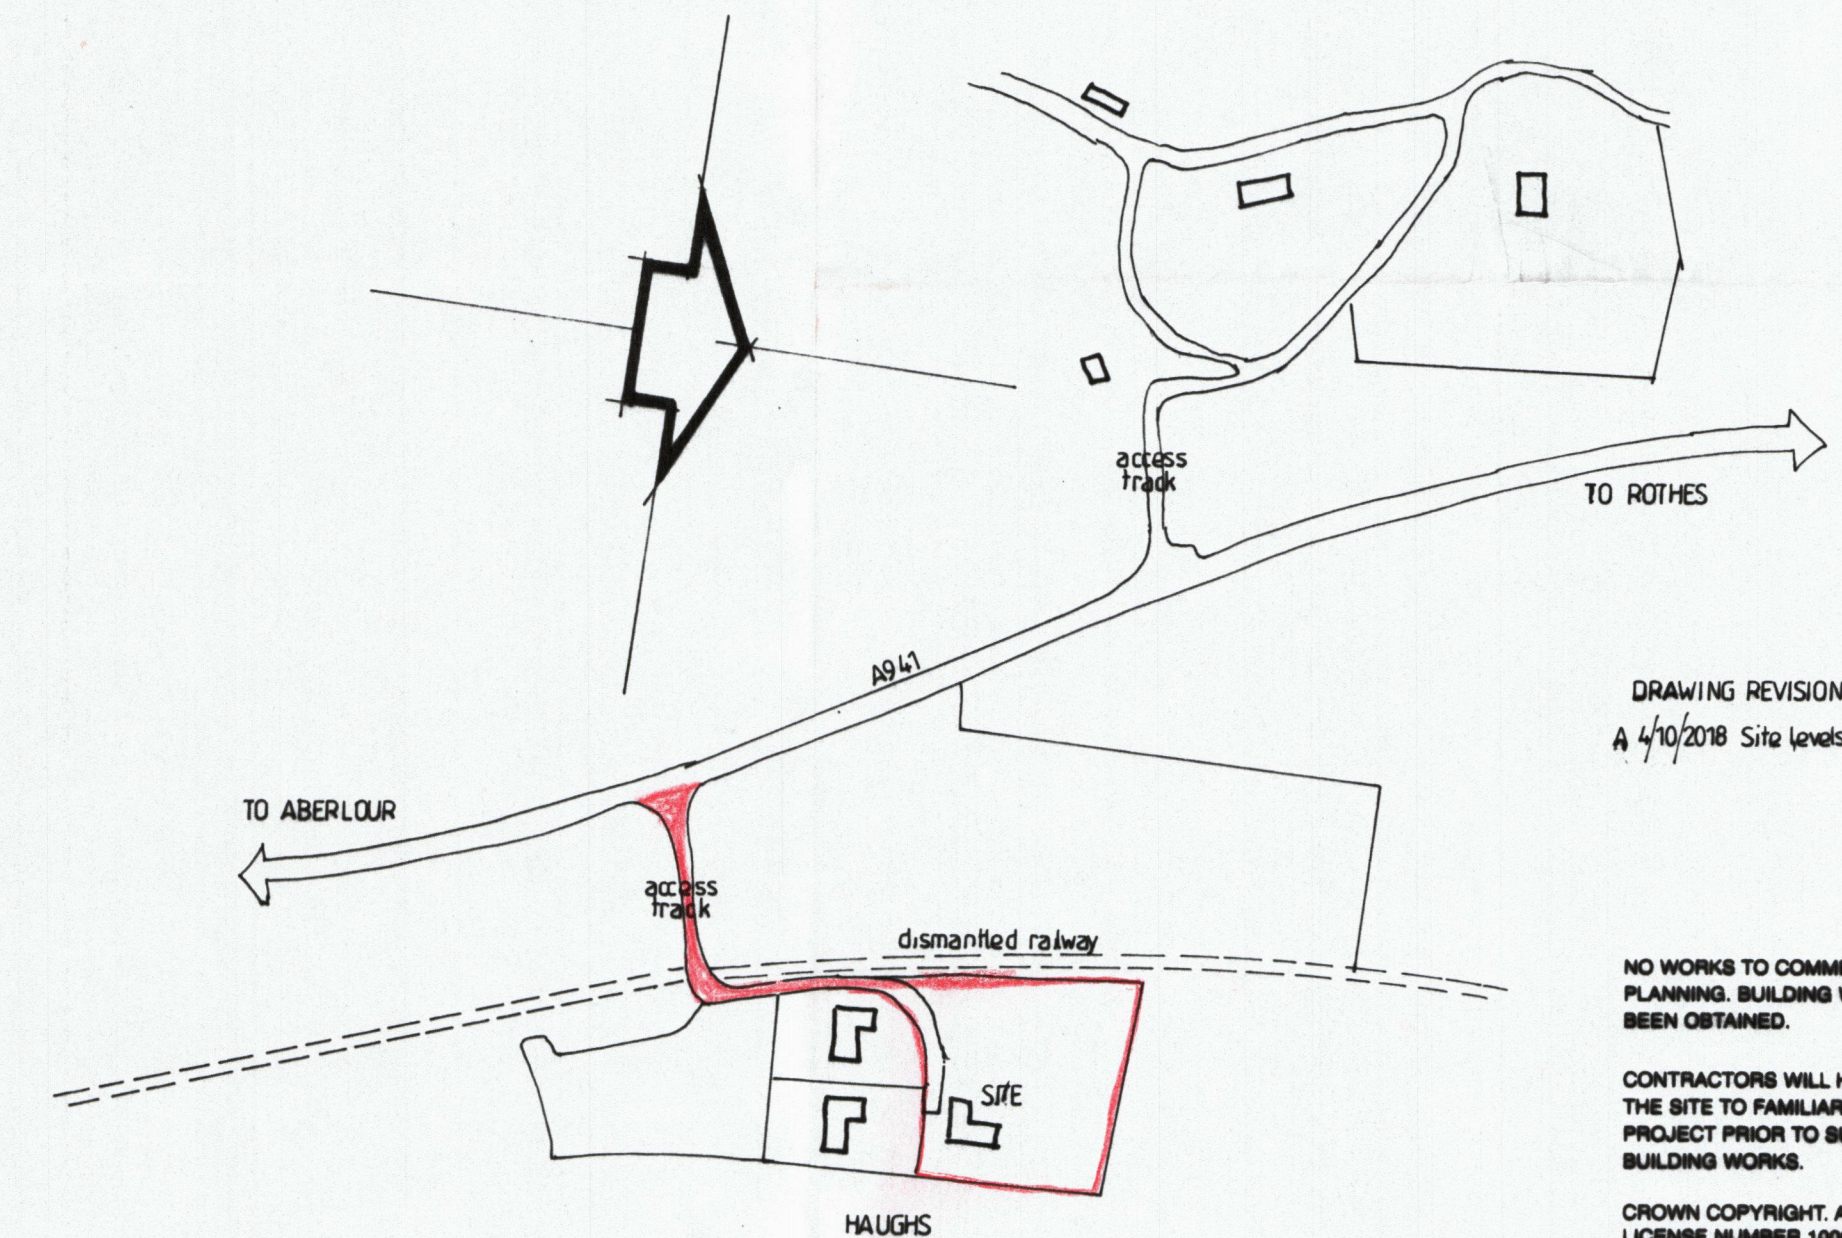 access
track
TO ROTHES
A941
DRAWING REVISION
A 4/10/2018 Site levels
TO ABERLOUR
access
track
dismantled railway
NO WORKS TO
PLANNING. BUILDING
BEEN OBTAINED.
SITE
CONTRACTORS WILL
THE SITE TO
PROJECT PRIOR TO
BUILDING WORKS.
HAUGHS
CROWN COPYRIGHT.
LICENSE NUMBER